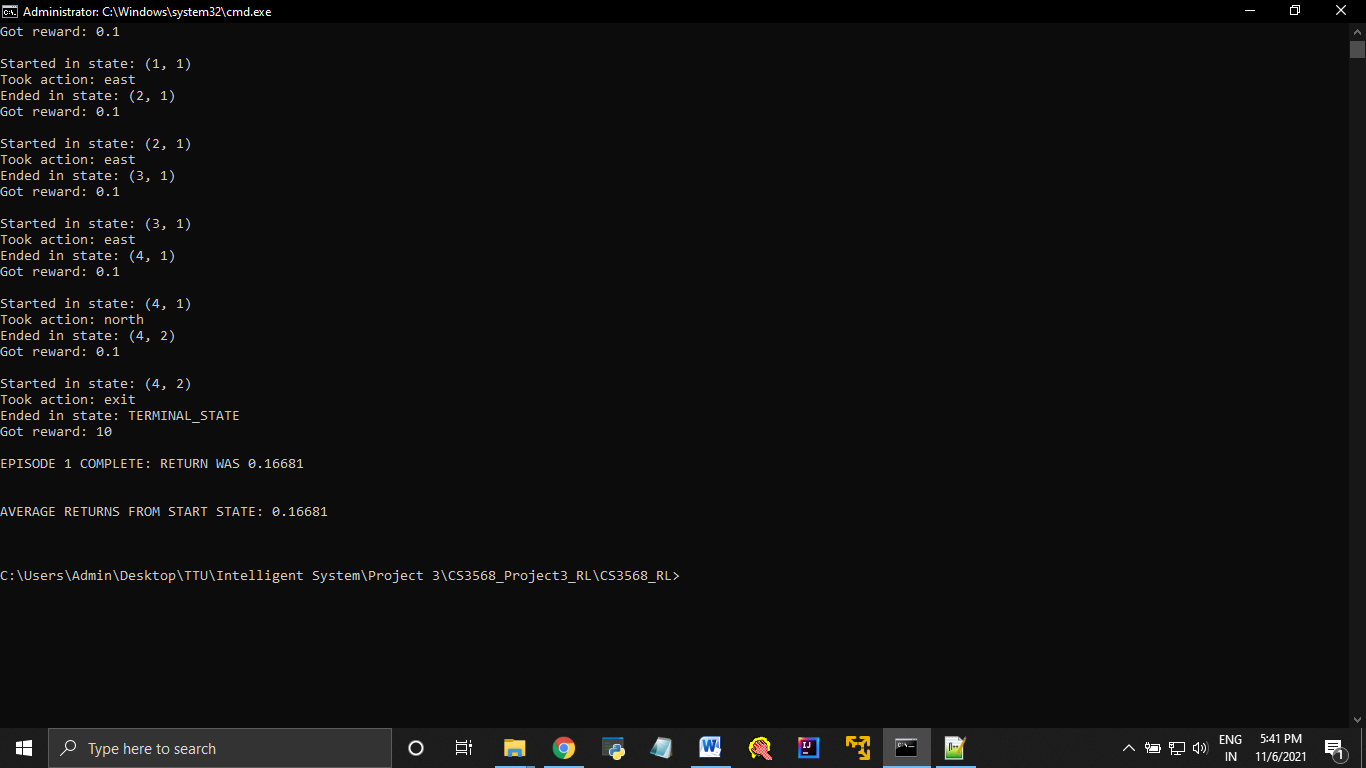 Administrator: C:\Windows\system32\cmd.exe
Got reward: 0.1
Started in state: (1, 1)
Took action: east
Ended in state: (2, 1)
Got reward: 0.1
Started in state: (2, 1)
Took action: east
Ended in state: (3, 1)
Got reward: 0.1
Started in state: (3, 1)
Took action: east
Ended in state: (4, 1)
Got reward: 0.1
Started in state: (4, 1)
Took action: north
Ended in state: (4, 2)
Got reward: 0.1
Started in state: (4, 2)
Took action: exit
Ended in state: TERMINAL_STATE
Got reward: 10
EPISODE 1 COMPLETE: RETURN WAS 0.16681
AVERAGE RETURNS FROM START STATE: 0.16681
C:\Users\Admin\Desktop\TTU\Intelligent System\Project 3\CS3568_Project3_RL\CS3568_RL>
Type here to search
ENG
IN
5:41 PM
11/6/2021
1